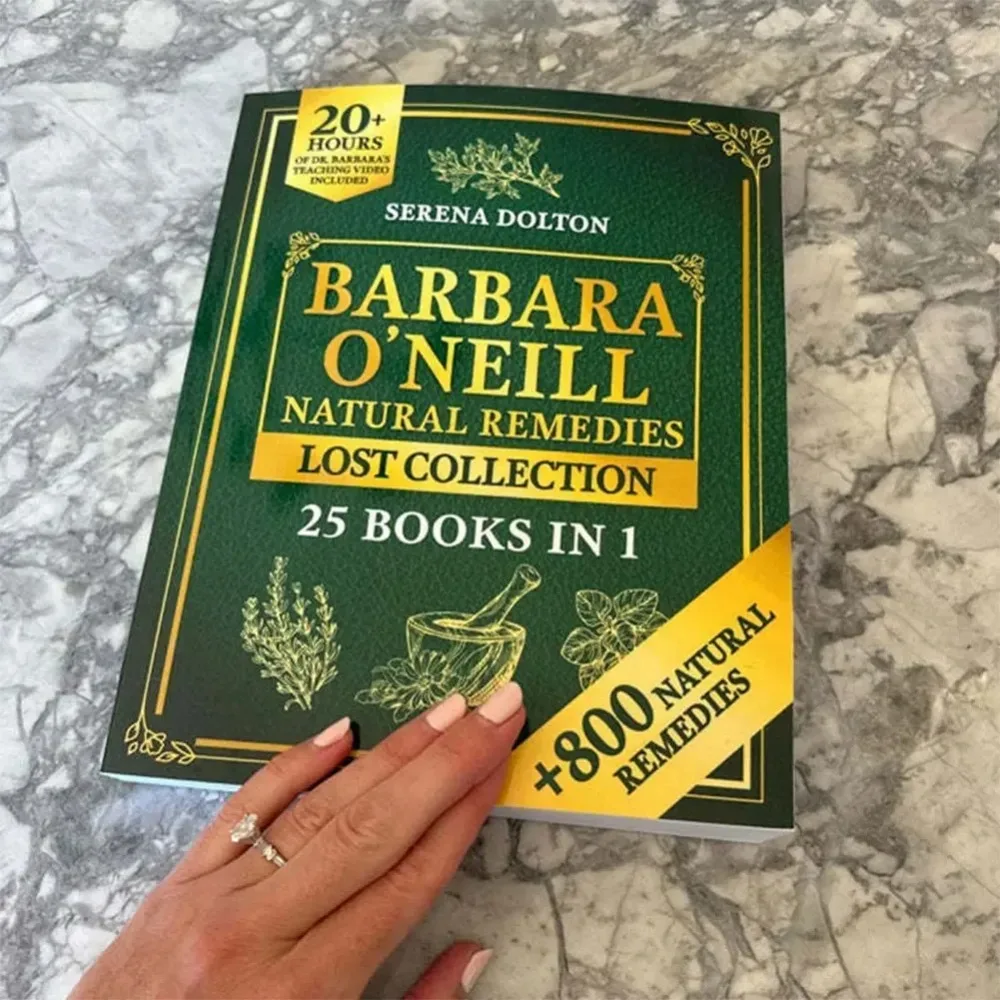 20+
HOURS
OF DR. BARBARA'S
TEACHING VIDEO
INCLUDED
SERENA DOLTON
BARBARA
O'NEILL
NATURAL REMEDIES
LOST COLLECTION
25 BOOKS IN 1
+800 NATURAL
REMEDIES